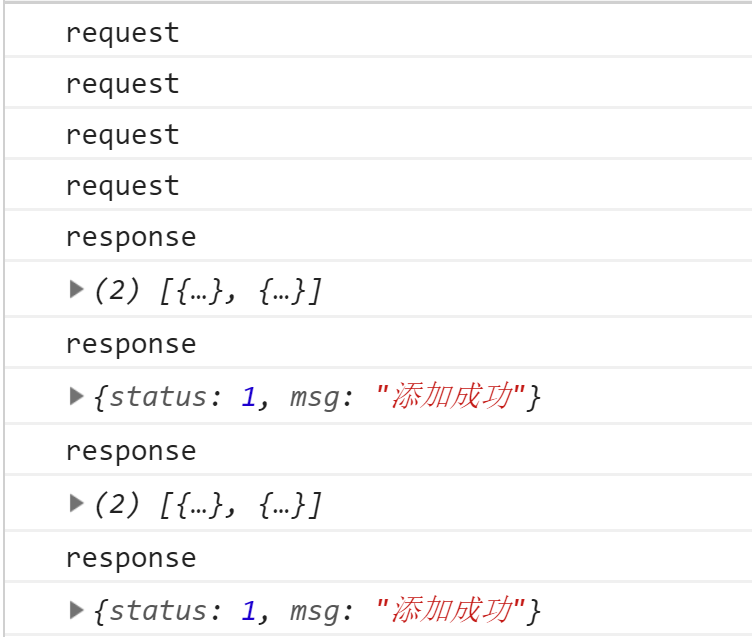 request
request
request
request
response
(2) [{…}, {…}]
response
{status: 1, msg: "添加成功"}
response
(2) [{…}, {…}]
response
{status: 1, msg: "添加成功"}